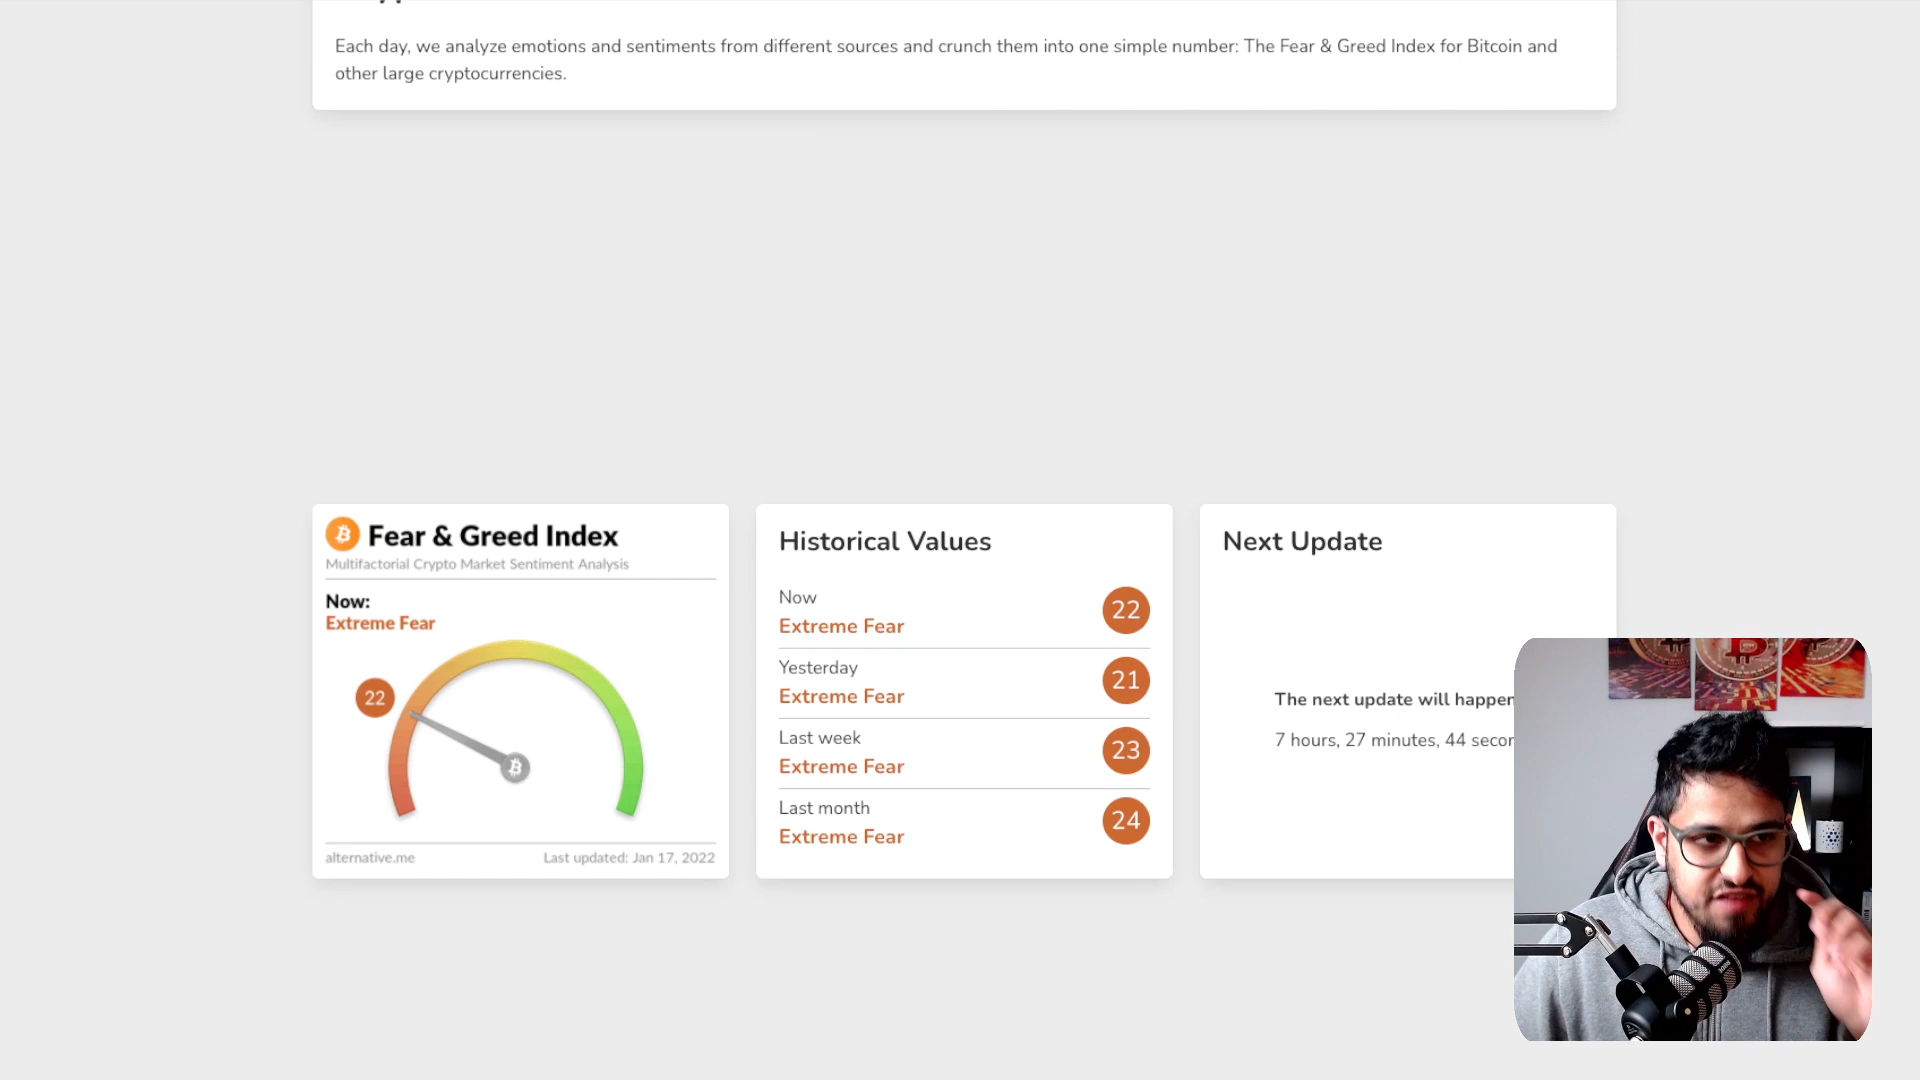 Each day, we analyze emotions and sentiments from different sources and crunch them into one simple number: The Fear & Greed Index for Bitcoin and
other large cryptocurrencies.
Fear & Greed Index
Multifactorial Crypto Market Sentiment Analysis
Now:
Extreme Fear
22
alternative.me
Last updated: Jan 17, 2022
Historical Values
Now
Extreme Fear
22
Yesterday
Extreme Fear
21
Last week
Extreme Fear
23
Last month
Extreme Fear
24
Next Update
The next update will happen
7 hours, 27 minutes, 44